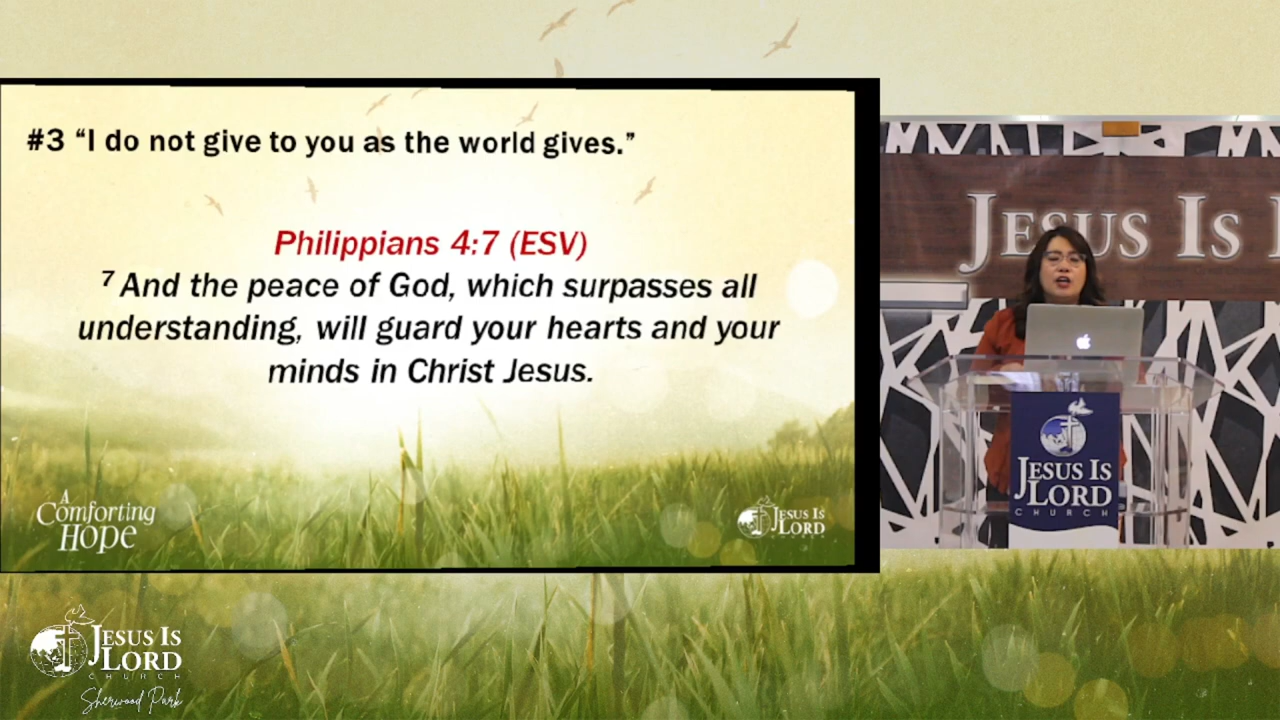 #3 “I do not give to you as the world gives.”
Philippians 4:7 (ESV)
7 And the peace of God, which surpasses all
understanding, will guard your hearts and your
minds in Christ Jesus.
A
Comforting
Hope
JESUS IS
LORD
CHURCH
JESUS IS
JESUS IS
LORD
CHURCH
JESUS IS
LORD
CHURCH
Sherwood Park